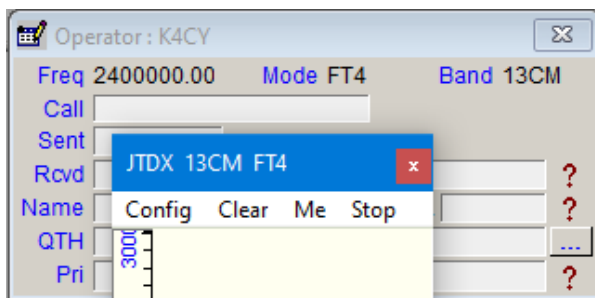 Operator : K4CY
Freq 2400000.00 Mode FT4 Band 13CM
Call
Sent
JTDX 13CM FT4 x
Rcvd ?
Name Config Clear Me Stop ?
QTH 3000 ...
Pri ?